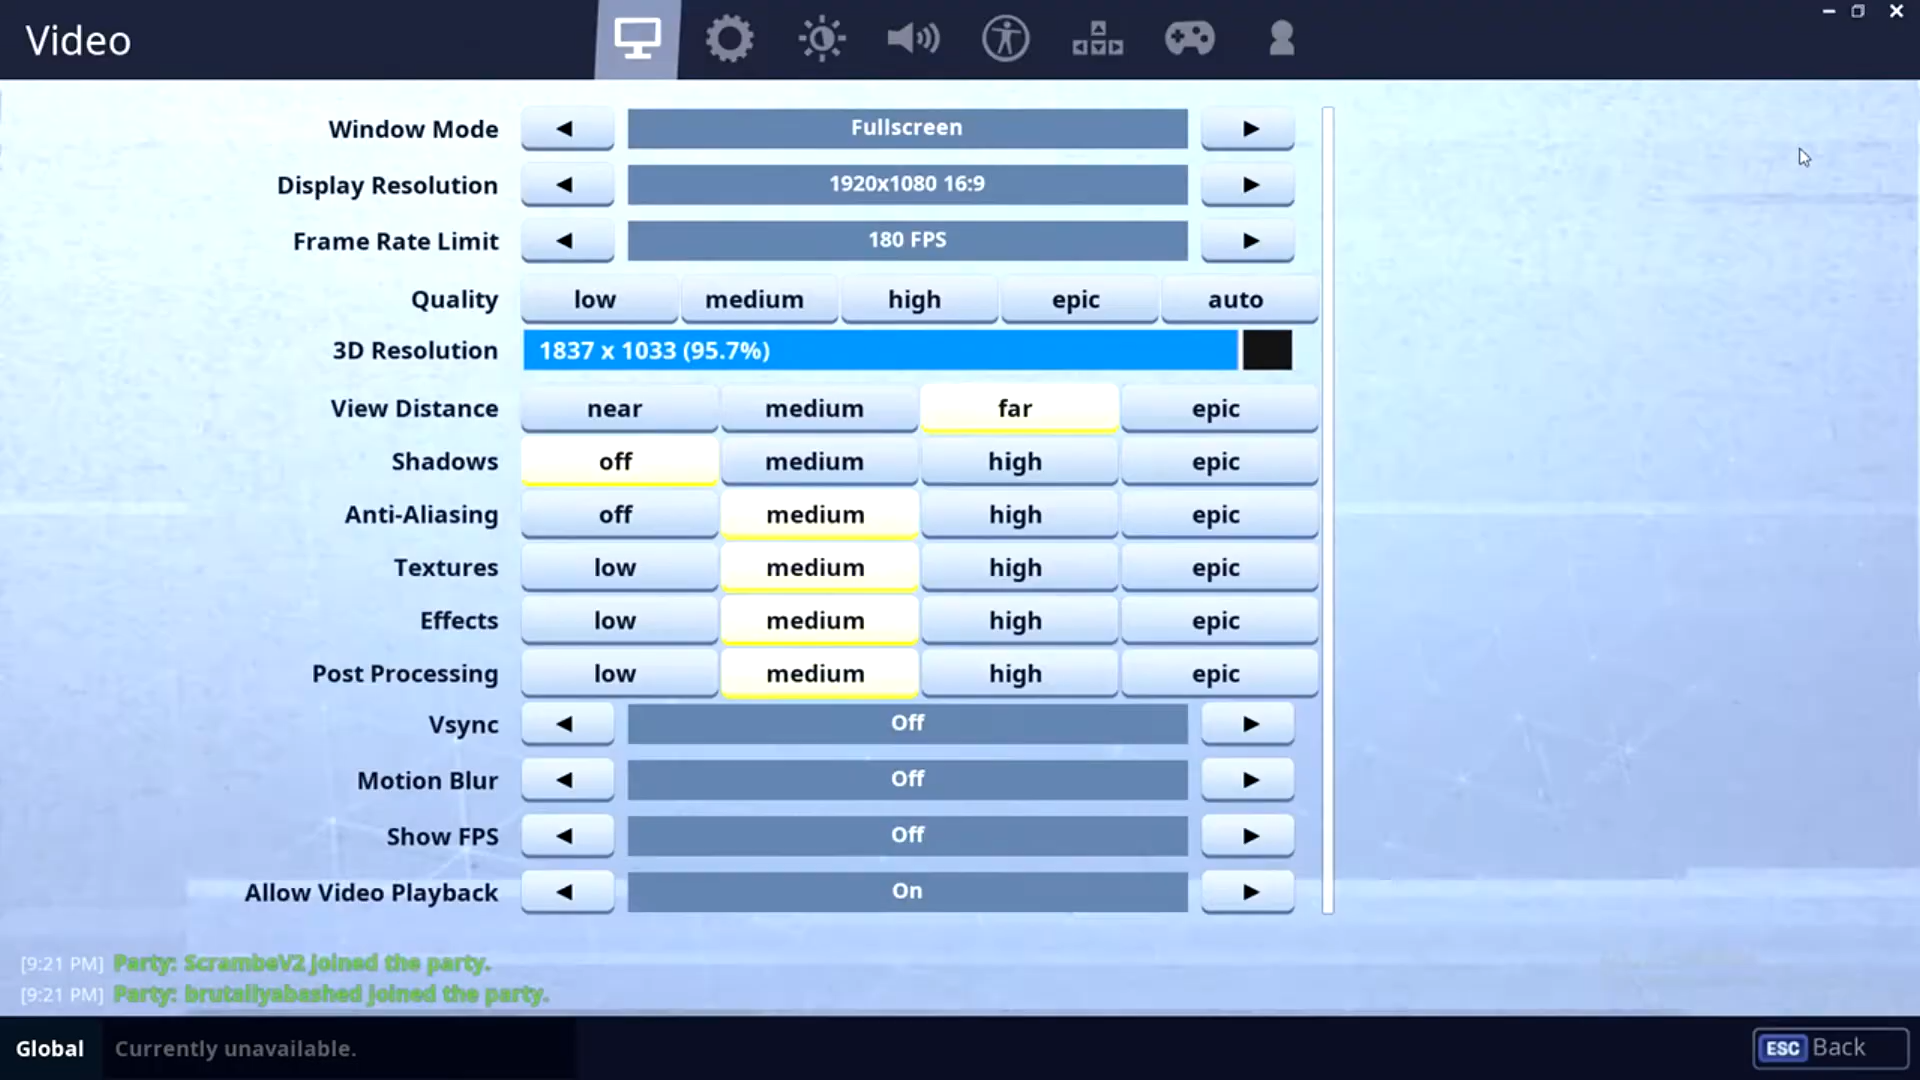 Video
Window Mode Fullscreen
Display Resolution 1920x1080 16:9
Frame Rate Limit 180 FPS
Quality low medium high epic auto
3D Resolution 1837 x 1033 (95.7%)
View Distance near medium far epic
Shadows off medium high epic
Anti-Aliasing off medium high epic
Textures low medium high epic
Effects low medium high epic
Post Processing low medium high epic
Vsync Off
Motion Blur Off
Show FPS Off
Allow Video Playback On
[9:21 PM] Party: ScrambeV2 joined the party.
[9:21 PM] Party: brutallyabashed joined the party.
Global Currently unavailable.
ESC Back